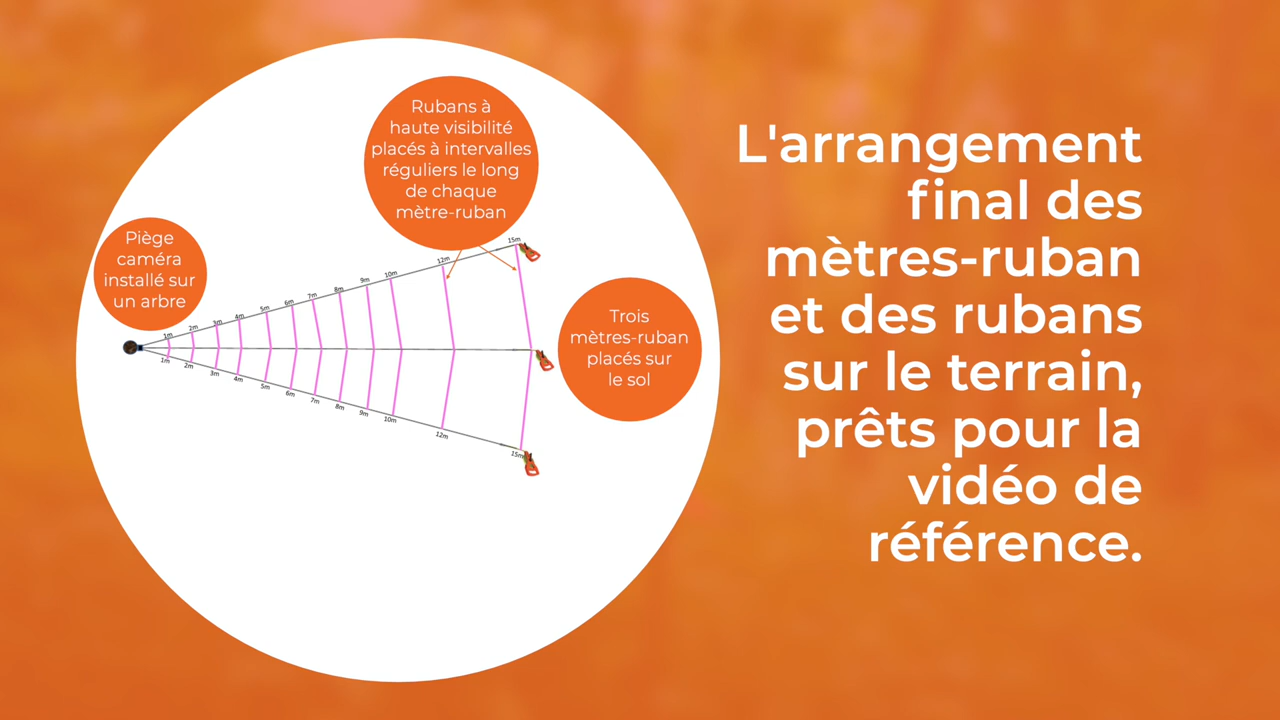 Rubans à
haute visibilité
placés à intervalles
réguliers le long
de chaque
mètre-ruban
Piège
caméra
installé sur
un arbre
Trois
mètres-ruban
placés sur
le sol
1m
2m
3m
4m
5m
6m
7m
8m
9m
10m
12m
15m
1m
2m
3m
4m
5m
6m
7m
8m
9m
10m
12m
15m
L'arrangement
final des
mètres-ruban
et des rubans
sur le terrain,
prêts pour la
vidéo de
référence.